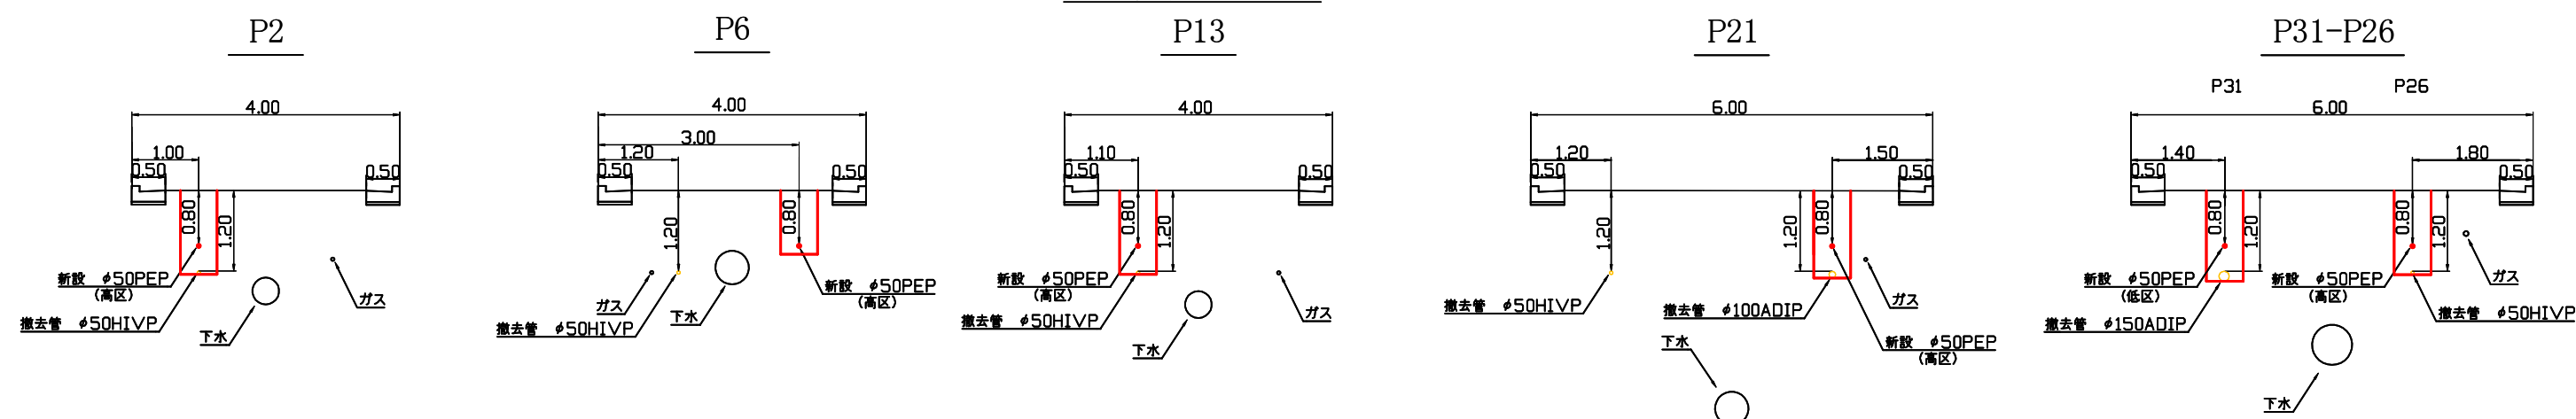 P2
4.00
1.00
0.50
0.50
0.80
1.20
新設 φ50PEP
(高区)
撤去管 φ50HIVP
下水
ガス
P6
4.00
3.00
1.20
0.50
0.50
1.20
0.80
ガス
撤去管 φ50HIVP
下水
新設 φ50PEP
(高区)
P13
4.00
1.10
0.50
0.50
0.80
1.20
新設 φ50PEP
(高区)
撤去管 φ50HIVP
下水
ガス
P21
6.00
1.20
1.50
0.50
0.50
1.20
1.20
0.80
撤去管 φ50HIVP
撤去管 φ100ADIP
ガス
下水
新設 φ50PEP
(高区)
P31-P26
P31
P26
6.00
1.40
1.80
0.50
0.50
0.80
1.20
0.80
1.20
新設 φ50PEP
(低区)
新設 φ50PEP
(高区)
ガス
撤去管 φ150ADIP
撤去管 φ50HIVP
下水